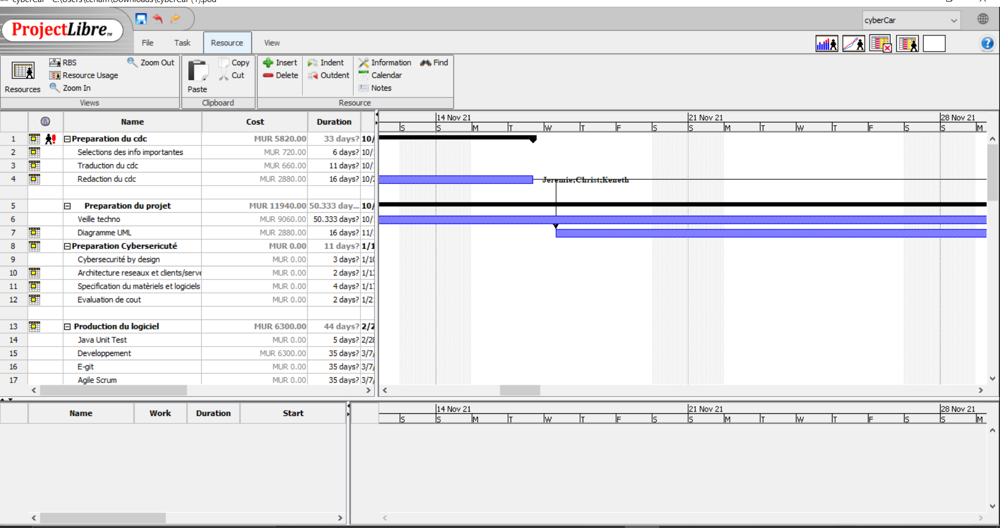 cyberCar - C:\Users\ceham\Downloads\cyberCar (1).pod
ProjectLibre™
cyberCar
File Task Resource View
RBS Zoom Out
Resource Usage
Zoom In
Resources
Views
Paste
Copy
Cut
Clipboard
Insert Indent Information Find
Delete Outdent Calendar
Notes
Resource
Name Cost Duration
1 Preparation du cdc MUR 5820.00 33 days? 10/
2 Selections des info importantes MUR 720.00 6 days? 10/
3 Traduction du cdc MUR 660.00 11 days? 10/
4 Redaction du cdc MUR 2880.00 16 days? 10/2
5 Preparation du projet MUR 11940.00 50.333 day... 10/
6 Veille techno MUR 9060.00 50.333 days? 10/
7 Diagramme UML MUR 2880.00 16 days? 11/
8 Preparation Cybersericuté MUR 0.00 11 days? 1/1
9 Cybersecurité by design MUR 0.00 3 days? 1/10
10 Architecture reseaux et clients/serve MUR 0.00 2 days? 1/13
11 Specification du matèriels et logiciels MUR 0.00 4 days? 1/17
12 Evaluation de cout MUR 0.00 2 days? 1/21
13 Production du logiciel MUR 6300.00 44 days? 2/2
14 Java Unit Test MUR 0.00 5 days? 2/28
15 Developpement MUR 6300.00 35 days? 3/7/
16 E-git MUR 0.00 35 days? 3/7/
17 Agile Scrum MUR 0.00 35 days? 3/7/
14 Nov 21 21 Nov 21 28 Nov 21
S S M T W T F S S M T W T F S S M
Jeremie;Christ;Keneth
Name Work Duration Start
14 Nov 21 21 Nov 21 28 Nov 21
S S M T W T F S S M T W T F S S M